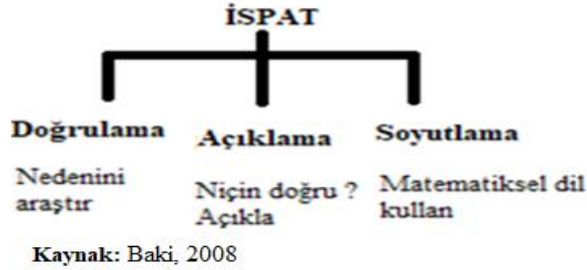 İSPAT
Doğrulama
Nedenini
araştır
Açıklama
Niçin doğru ?
Açıkla
Soyutlama
Matematiksel dil
kullan
Kaynak: Baki, 2008